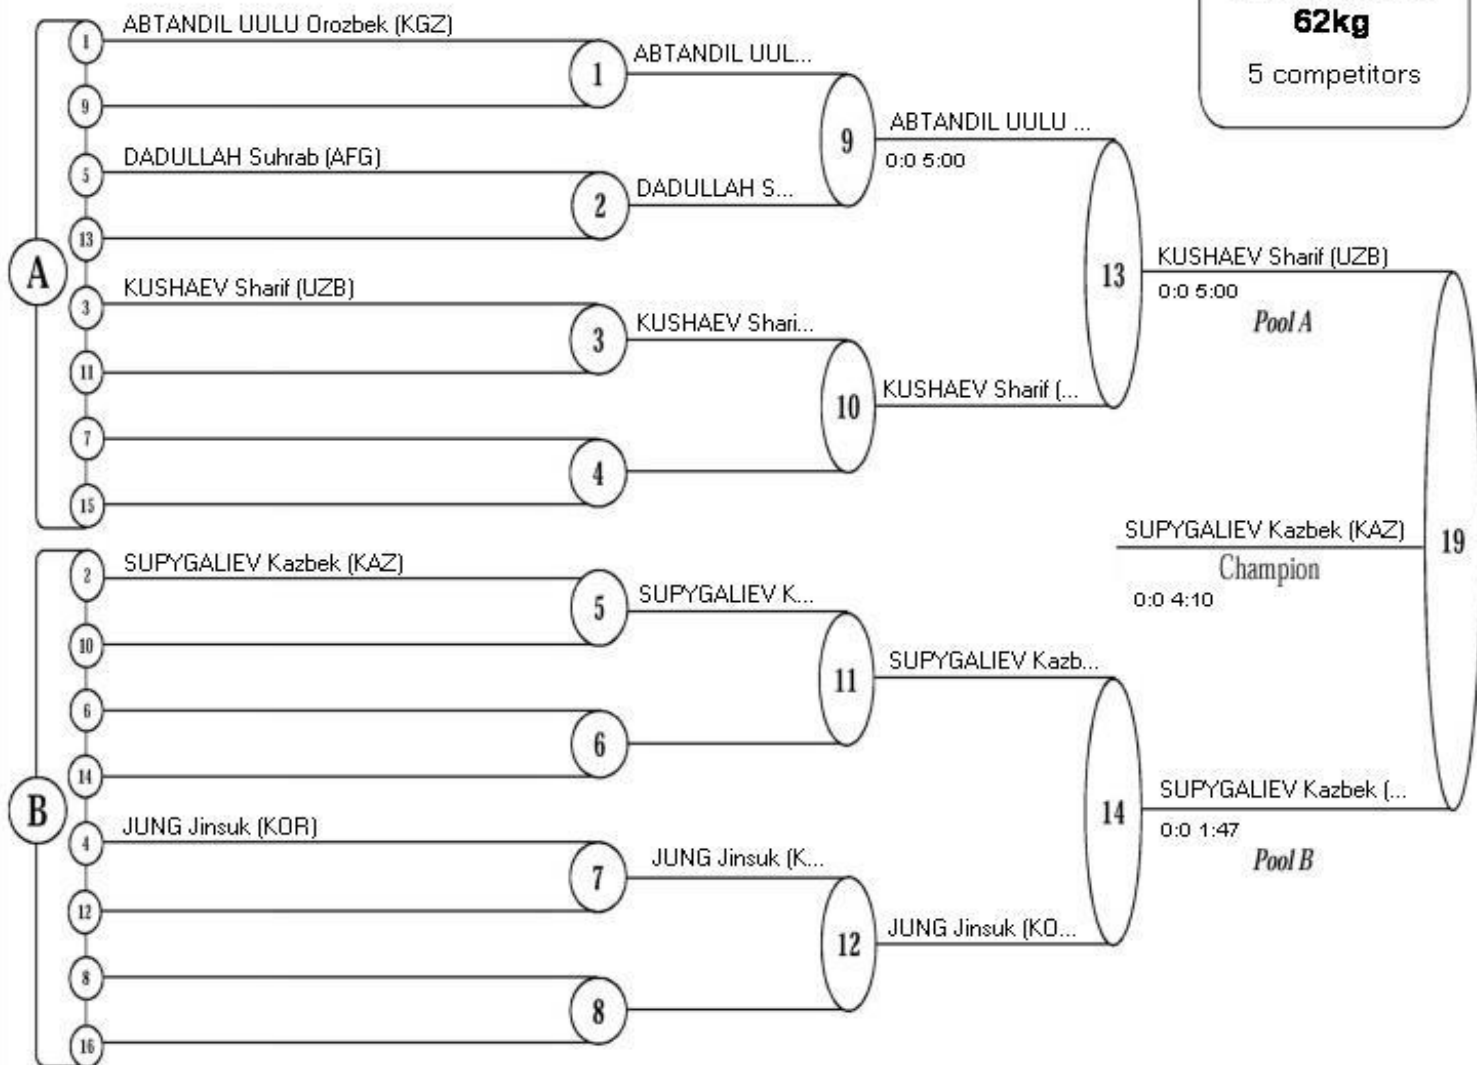 62kg
5 competitors
A
1
ABTANDIL UULU Orozbek (KGZ)
9
1
ABTANDIL UUL...
5
DADULLAH Suhrab (AFG)
13
2
DADULLAH S...
9
ABTANDIL UULU ...
0:0 5:00
3
KUSHAEV Sharif (UZB)
11
3
KUSHAEV Shari...
7
15
4
10
KUSHAEV Sharif (...
13
KUSHAEV Sharif (UZB)
0:0 5:00
Pool A
B
2
SUPYGALIEV Kazbek (KAZ)
10
5
SUPYGALIEV K...
6
14
6
11
SUPYGALIEV Kazb...
4
JUNG Jinsuk (KOR)
12
7
JUNG Jinsuk (K...
8
16
8
12
JUNG Jinsuk (KO...
14
SUPYGALIEV Kazbek (...
0:0 1:47
Pool B
19
SUPYGALIEV Kazbek (KAZ)
Champion
0:0 4:10